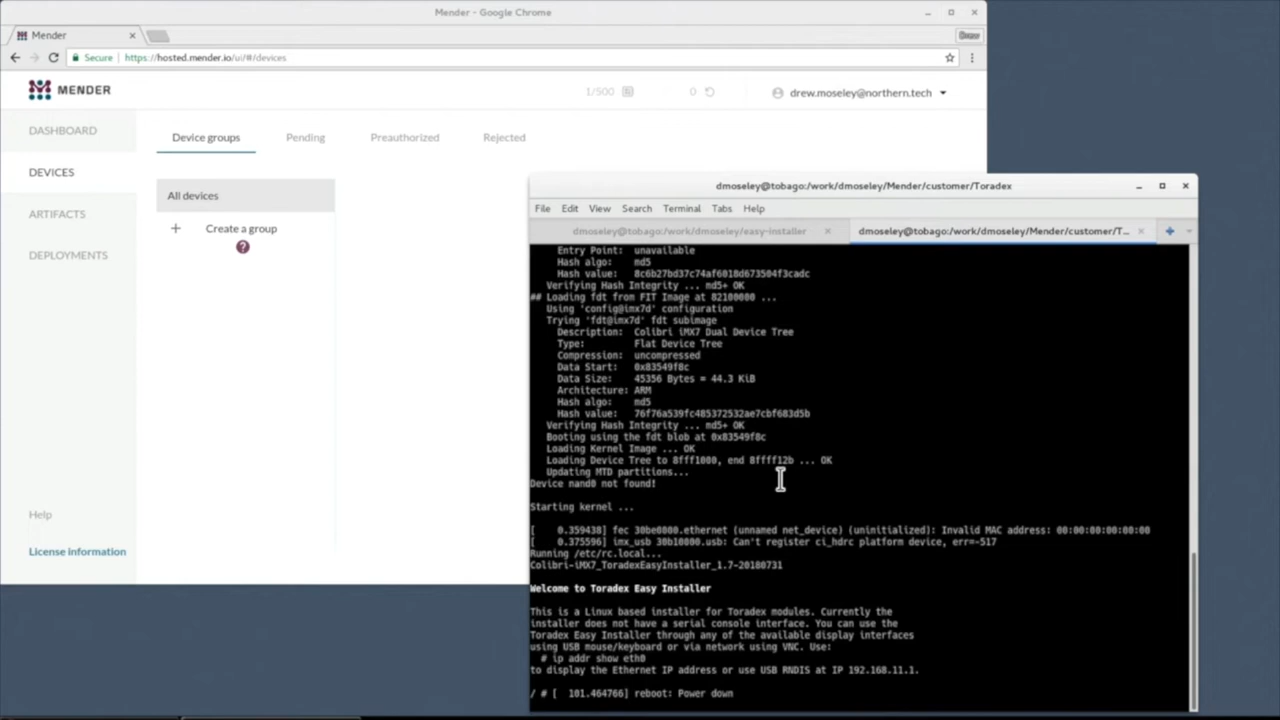 Mender - Google Chrome
Mender
Secure https://hosted.mender.io/ui/#/devices
MENDER
1/500
0
drew.moseley@northern.tech
DASHBOARD
DEVICES
ARTIFACTS
DEPLOYMENTS
Help
License information
Device groups Pending Preauthorized Rejected
All devices
+ Create a group
?
dmoseley@tobago:/work/dmoseley/Mender/customer/Toradex
File Edit View Search Terminal Tabs Help
dmoseley@tobago:/work/dmoseley/easy-installer
dmoseley@tobago:/work/dmoseley/Mender/customer/T...
Entry Point: unavailable
Hash algo: md5
Hash value: 8c6b27bd37c74af6018d673504f3cadc
Verifying Hash Integrity ... md5+ OK
## Loading fdt from FIT Image at 82100000 ...
Using 'config@imx7d' configuration
Trying 'fdt@imx7d' fdt subimage
Description: Colibri iMX7 Dual Device Tree
Type: Flat Device Tree
Compression: uncompressed
Data Start: 0x83549f8c
Data Size: 45356 Bytes = 44.3 KiB
Architecture: ARM
Hash algo: md5
Hash value: 76f76a539fc485372532ae7cbf683d5b
Verifying Hash Integrity ... md5+ OK
Booting using the fdt blob at 0x83549f8c
Loading Kernel Image ... OK
Loading Device Tree to 8fff1000, end 8ffff12b ... OK
Updating MTD partitions...
Device nand0 not found!
Starting kernel ...
[ 0.359438] fec 30be0000.ethernet (unnamed net_device) (uninitialized): Invalid MAC address: 00:00:00:00:00:00
[ 0.375596] imx_usb 30b10000.usb: Can't register ci_hdrc platform device, err=-517
Running /etc/rc.local...
Colibri-iMX7_ToradexEasyInstaller_1.7-20180731
Welcome to Toradex Easy Installer
This is a Linux based installer for Toradex modules. Currently the
installer does not have a serial console interface. You can use the
Toradex Easy Installer through any of the available display interfaces
using USB mouse/keyboard or via network using VNC. Use:
# ip addr show eth0
to display the Ethernet IP address or use USB RNDIS at IP 192.168.11.1.
/ # [ 101.464766] reboot: Power down